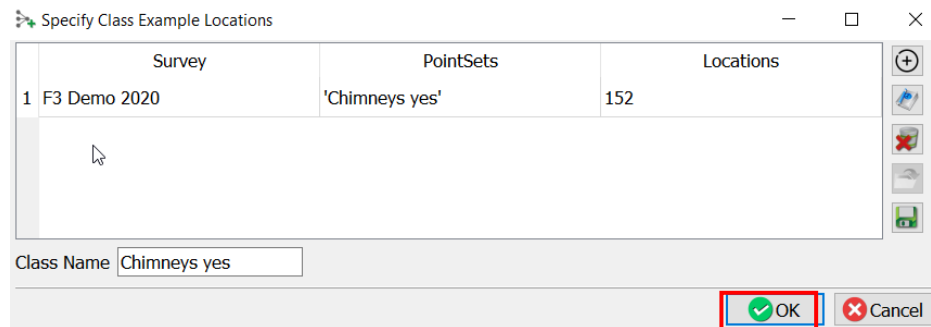 Specify Class Example Locations
Survey PointSets Locations
1 F3 Demo 2020 'Chimneys yes' 152
Class Name Chimneys yes
OK Cancel